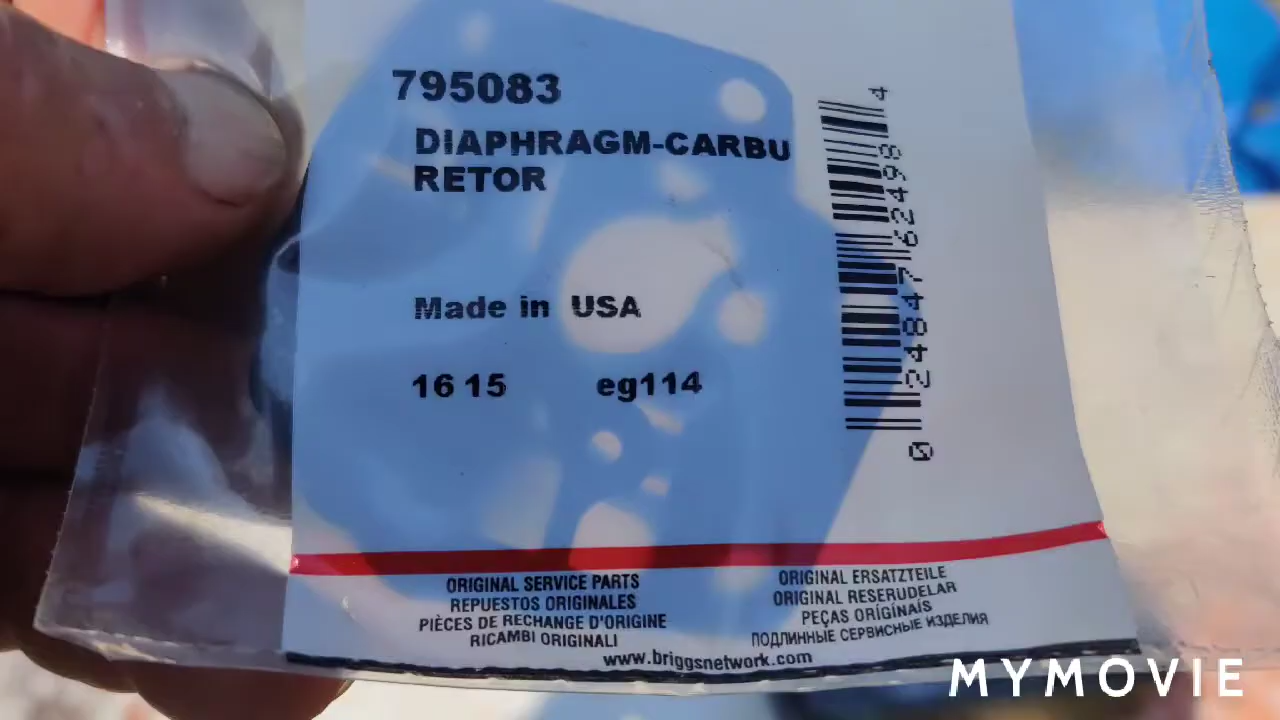 795083
DIAPHRAGM-CARBU
RETOR
Made in USA
16 15 eg114
0 24847 62498 4
ORIGINAL SERVICE PARTS
REPUESTOS ORIGINALES
PIÈCES DE RECHANGE D'ORIGINE
RICAMBI ORIGINALI
ORIGINAL ERSATZTEILE
ORIGINAL RESERUDELAR
PEÇAS ORÍGINAÍS
ПОДЛИННЫЕ СЕРВИСНЫЕ ИЗДЕЛИЯ
www.briggsnetwork.com
MYMOVIE